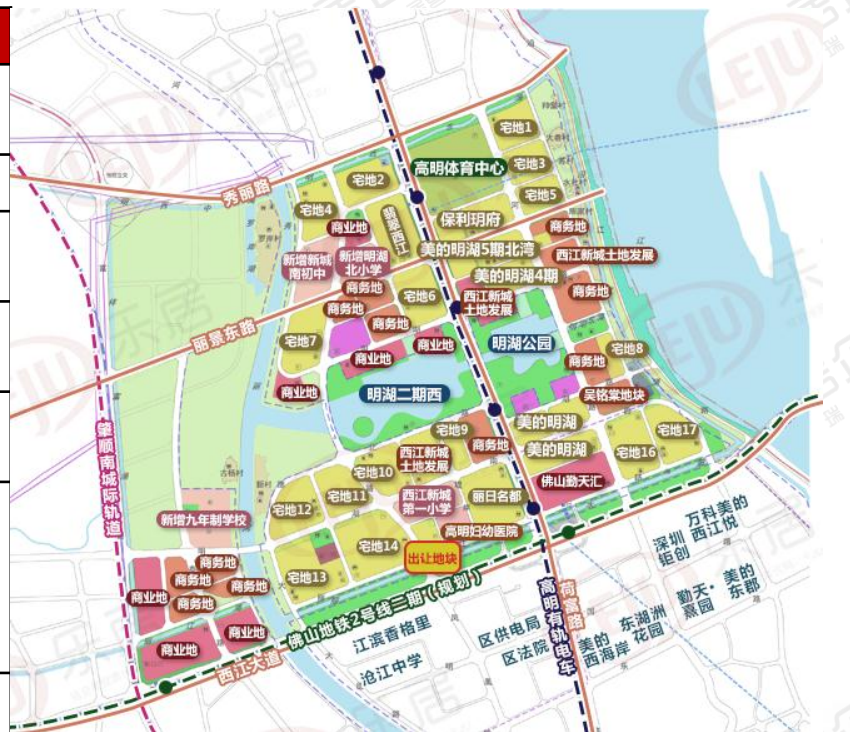 LEJU 乐居
宅地1
高明体育中心
宅地3
宅地2
宅地5
秀丽路
宅地4
商业地
翡翠西江
保利玥府
商务地
新增新城
南初中
新增明湖
北小学
美的明湖5期北湾
西江新城土地发展
美的明湖4期
商务地
宅地6
西江新城
土地发展
商务地
商务地
商务地
丽景东路
宅地7
商业地
商业地
明湖公园
宅地8
商务地
商业地
明湖二期西
吴铭棠地块
宅地9
美的明湖
宅地17
商务地
美的明湖
宅地16
西江新城
土地发展
宅地10
肇顺南城际轨道
古杨村
宅地11
西江新城
第一小学
丽日名都
佛山勤天汇
宅地12
新增九年制学校
高明妇幼医院
万科美的
西江悦
深圳
钜创
宅地14
出让地块
商务地
商务地
商务地
商务地
宅地13
商业地
佛山地铁2号线二期(规划)
荷富路
高明有轨电车
勤天·美的
熹园 东郡
东湖洲
花园
美的
西海岸
商业地
商业地
江滨香格里
区供电局
区法院
沧江中学
西江大道